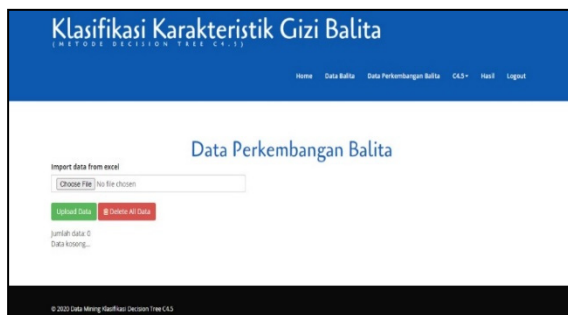 Klasifikasi Karakteristik Gizi Balita
(METODE DECISION TREE C4.5)
Home Data Balita Data Perkembangan Balita C4.5 Hasil Logout
Data Perkembangan Balita
Import data from excel
Choose File No file chosen
Upload Data Delete All Data
Jumlah data: 0
Data kosong...
© 2020 Data Mining Klasifikasi Decision Tree C4.5